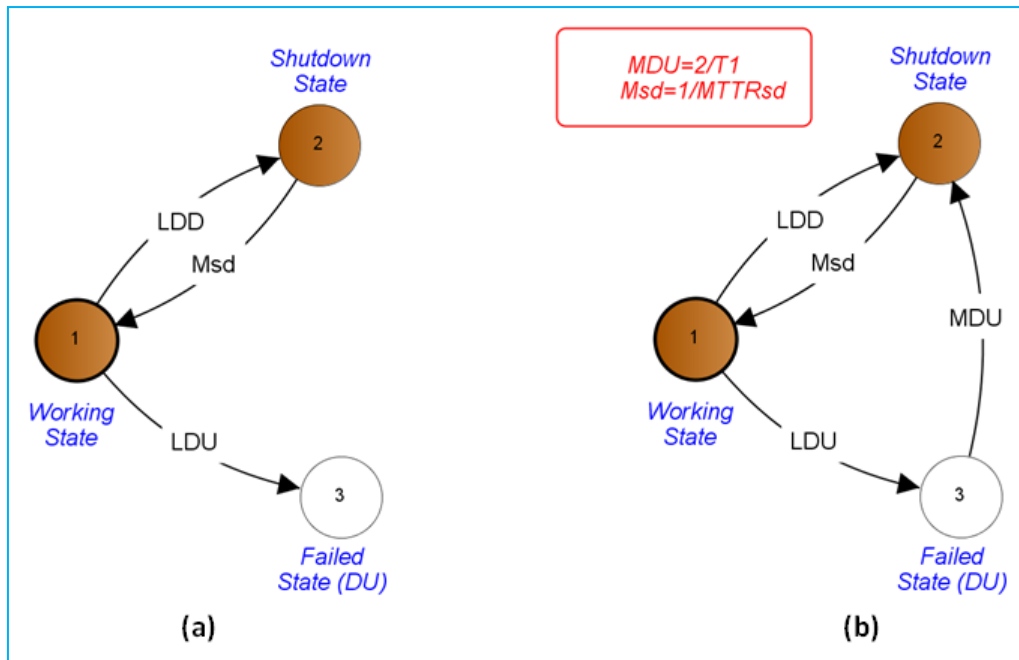 Shutdown
State
2
LDD
Msd
1
Working
State
LDU
3
Failed
State (DU)
(a)
MDU=2/T1
Msd=1/MTTRsd
Shutdown
State
2
LDD
Msd
1
MDU
Working
State
LDU
3
Failed
State (DU)
(b)